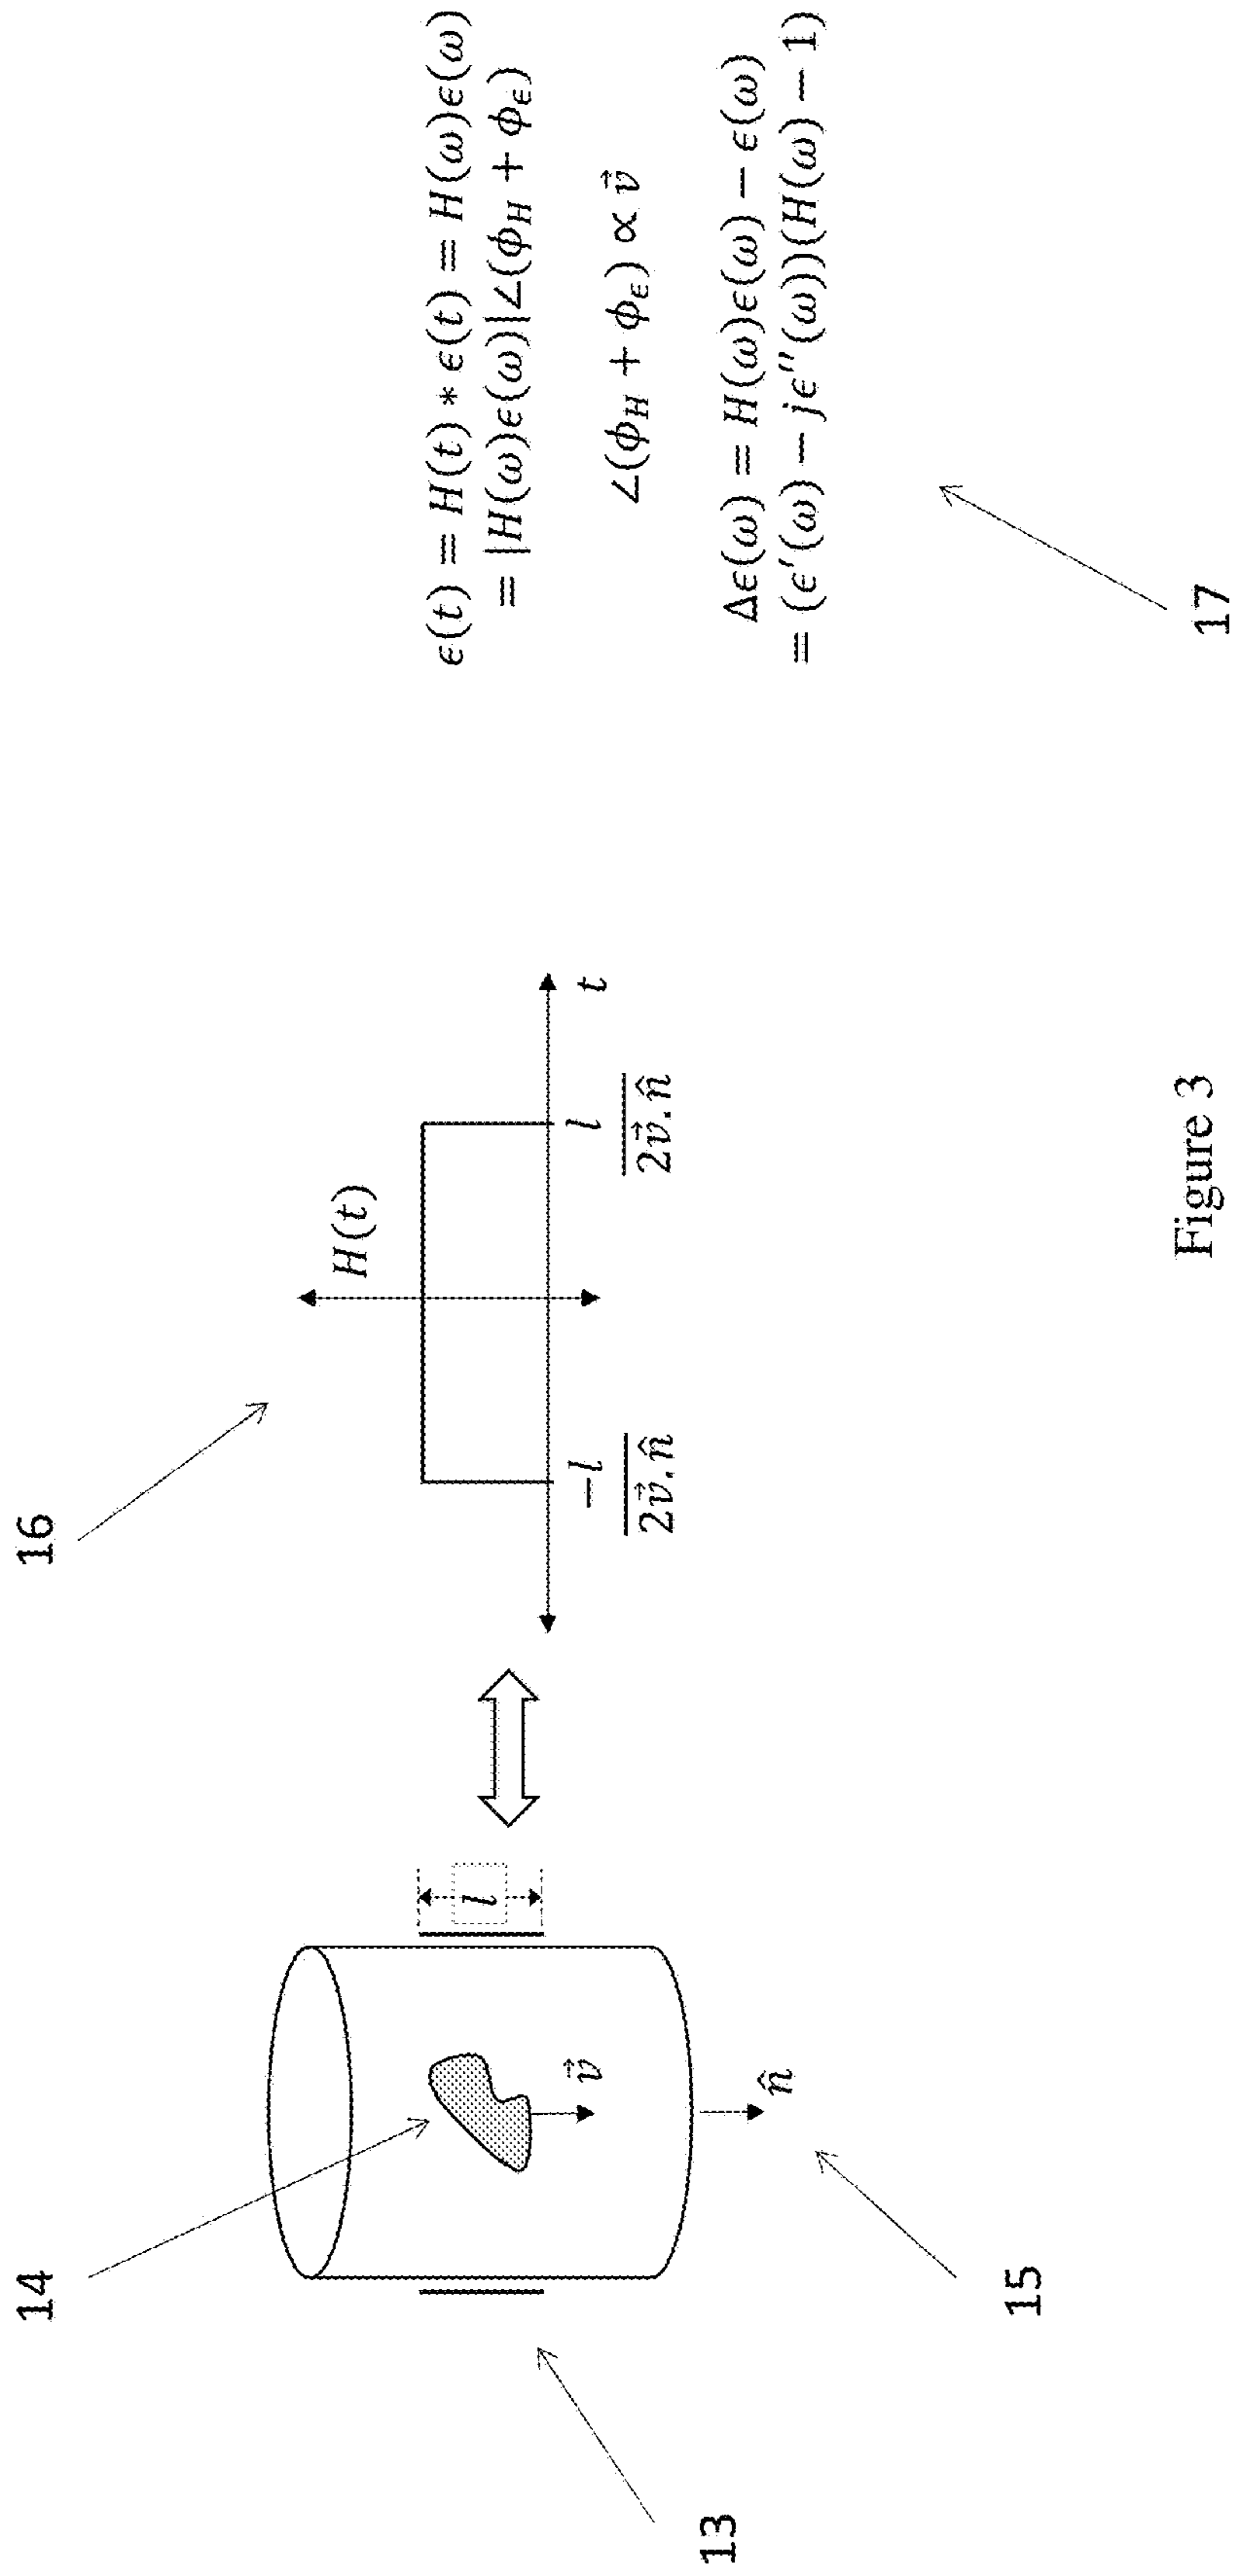 14
13
15
v⃗
n̂
l
16
H(t)
t
−l
2v⃗.n̂
l
2v⃗.n̂
ϵ(t) = H(t) ∗ ϵ(t) = H(ω)ϵ(ω)
= |H(ω)ϵ(ω)|∠(ϕ_H + ϕ_ϵ)
∠(ϕ_H + ϕ_ϵ) ∝ v⃗
Δϵ(ω) = H(ω)ϵ(ω) − ϵ(ω)
= (ϵ′(ω) − jϵ′′(ω))(H(ω) − 1)
17
Figure 3